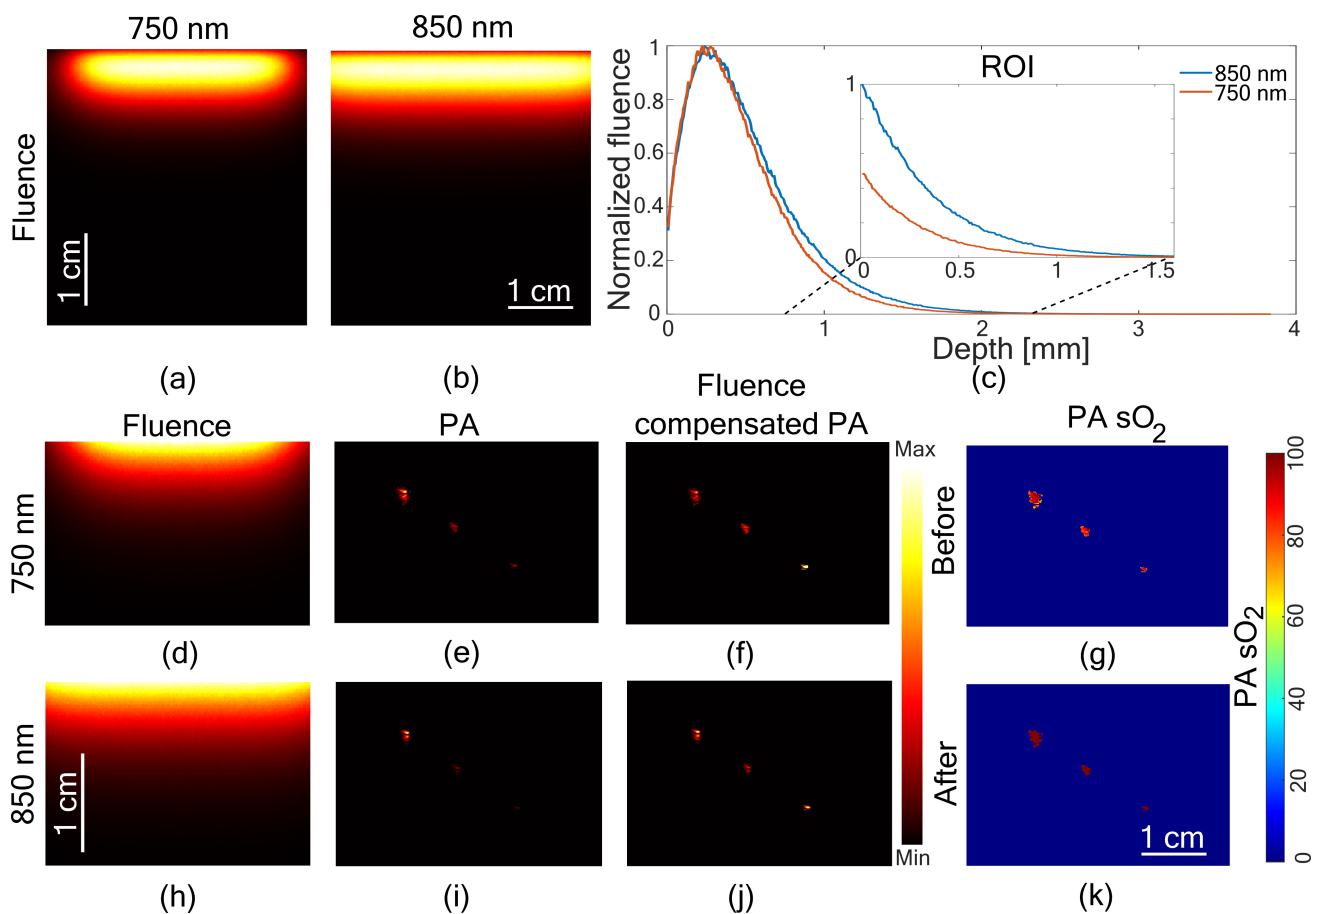 750 nm
850 nm
Fluence
1 cm
1 cm
(a)
(b)
Normalized fluence
1
0.8
0.6
0.4
0.2
0
0
1
2
3
4
Depth [mm]
ROI
1
0
0
0.5
1
1.5
850 nm
750 nm
(c)
Fluence
PA
Fluence
compensated PA
PA sO2
750 nm
Max
Min
Before
(d)
(e)
(f)
(g)
850 nm
1 cm
After
1 cm
(h)
(i)
(j)
(k)
PA sO2
100
80
60
40
20
0